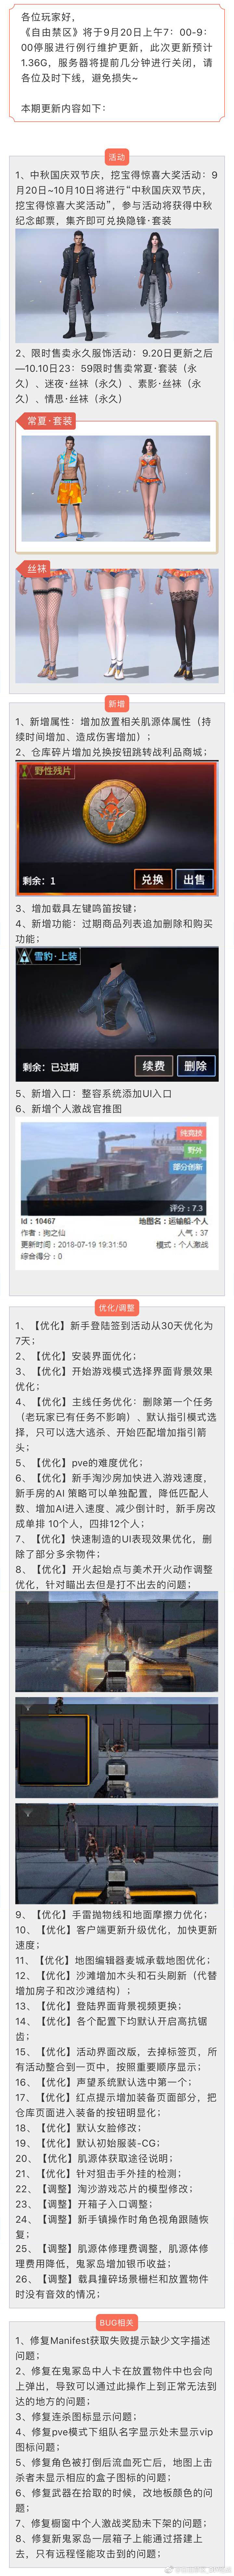 各位玩家好，
《自由禁区》将于9月20日上午7：00-9：
00停服进行例行维护更新，此次更新预计
1.36G，服务器将提前几分钟进行关闭，请
各位及时下线，避免损失~
本期更新内容如下：
活动
1、中秋国庆双节庆，挖宝得惊喜大奖活动：9
月20日~10月10日将进行“中秋国庆双节庆，
挖宝得惊喜大奖活动”，参与活动将获得中秋
纪念邮票，集齐即可兑换隐锋·套装
2、限时售卖永久服饰活动：9.20日更新之后
—10.10日23：59限时售卖常夏·套装（永
久）、迷夜·丝袜（永久）、素影·丝袜（永
久）、情思·丝袜（永久）
常夏·套装
丝袜
新增
1、新增属性：增加放置相关肌源体属性（持
续时间增加、造成伤害增加）；
2、仓库碎片增加兑换按钮跳转战利品商城；
野性残片
剩余：1
兑换
出售
3、增加载具左键鸣笛按键；
4、新增功能：过期商品列表追加删除和购买
功能；
雪豹·上装
剩余：已过期
续费
删除
5、新增入口：整容系统添加UI入口
6、新增个人激战官推图
纯竞技
野外
部分创新
评分：7.3
Id：10467
地图名：运输船-个人
作者：狗之仙
人气：37
更新时间：2018-07-19 19:31:50
模式：个人激战
综合得分：0
优化/调整
1、【优化】新手登陆签到活动从30天优化为
7天；
2、【优化】安装界面优化；
3、【优化】开始游戏模式选择界面背景效果
优化；
4、【优化】主线任务优化：删除第一个任务
（老玩家已有任务不影响）、默认指引模式选
择，只可以选大逃杀、开始匹配增加指引箭
头；
5、【优化】pve的难度优化；
6、【优化】新手淘沙房加快进入游戏速度，
新手房的AI 策略可以单独配置，降低匹配人
数、增加AI进入速度、减少倒计时，新手房改
成单排 10个人，四排12个人；
7、【优化】快速制造的UI表现效果优化，删
除了部分多余物件；
8、【优化】开火起始点与美术开火动作调整
优化，针对瞄出去但是打不出去的问题；
9、【优化】手雷抛物线和地面摩擦力优化；
10、【优化】客户端更新升级优化，加快更新
速度；
11、【优化】地图编辑器麦城承载地图优化；
12、【优化】沙滩增加木头和石头刷新（代替
增加房子和改沙滩结构）；
13、【优化】登陆界面背景视频更换；
14、【优化】各个配置下均默认开启高抗锯
齿；
15、【优化】活动界面改版，去掉标签页，所
有活动整合到一页中，按照重要顺序显示；
16、【优化】声望系统默认选中第一个；
17、【优化】红点提示增加装备页面部分，把
仓库页面进入装备的按钮明显化；
18、【优化】默认女脸修改；
19、【优化】默认初始服装-CG；
20、【优化】肌源体获取途径说明；
21、【优化】针对狙击手外挂的检测；
22、【调整】淘沙游戏芯片的模型修改；
23、【调整】开箱子入口调整；
24、【调整】新手镇操作时角色视角跟随恢
复；
25、【调整】肌源体修理费调整，肌源体修
理费用降低，鬼冢岛增加银币收益；
26、【调整】载具撞碎场景栅栏和放置物件
时没有音效的情况；
BUG相关
1、修复Manifest获取失败提示缺少文字描述
问题；
2、修复在鬼冢岛中人卡在放置物件中也会向
上弹出，导致可以通过此操作上到正常无法到
达的地方的问题；
3、修复连杀图标显示问题；
4、修复pve模式下组队名字显示处未显示vip
图标问题；
5、修复角色被打倒后流血死亡后，地图上击
杀者未显示相应的盒子图标的问题；
6、修复武器在拾取的时候，改地板颜色的问
题；
7、修复橱窗中个人激战奖励未下架的问题；
8、修复新鬼冢岛一层箱子上能通过搭建上
去，只有远程怪能攻击到的问题；